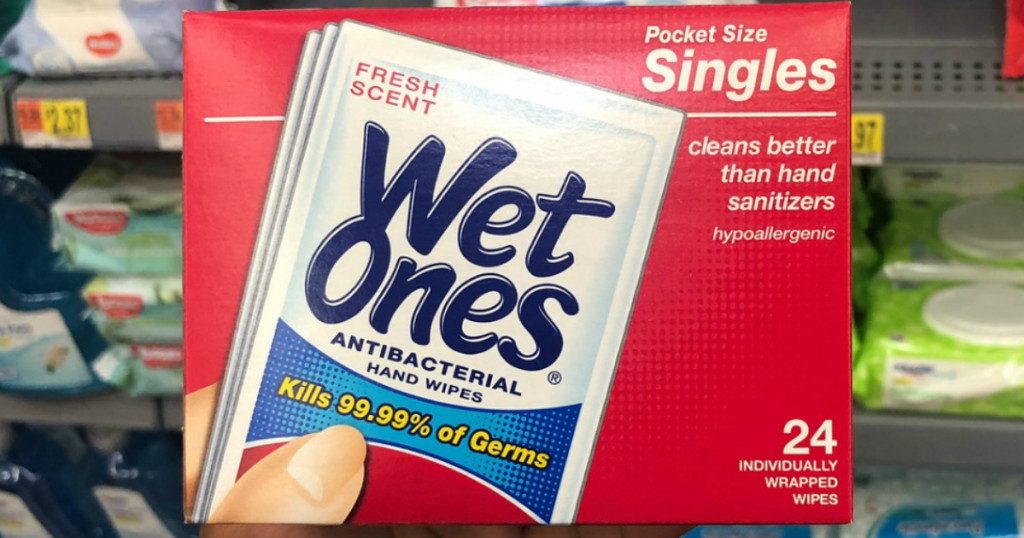 Pocket Size
Singles
FRESH
SCENT
Wet
Ones®
ANTIBACTERIAL
HAND WIPES
Kills 99.99% of Germs
cleans better
than hand
sanitizers
hypoallergenic
24
INDIVIDUALLY
WRAPPED
WIPES
2.37
97